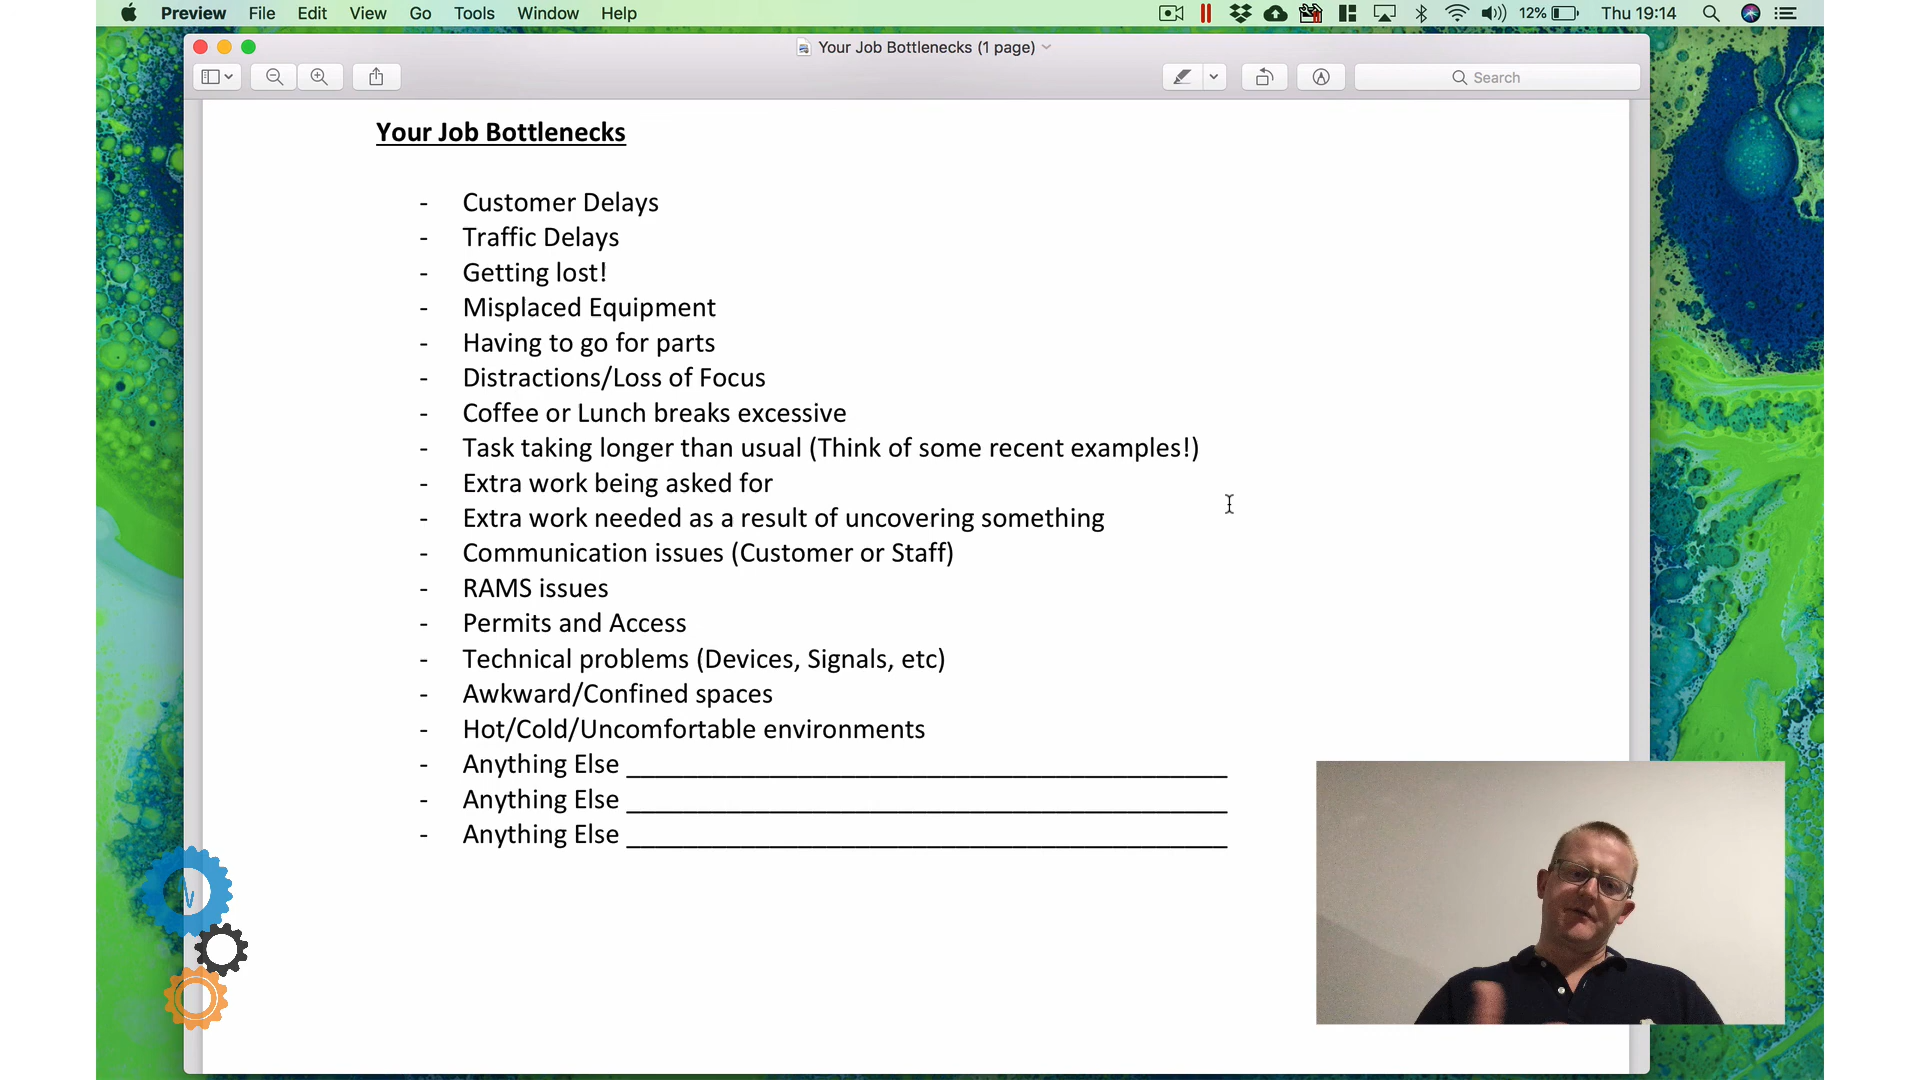 Preview File Edit View Go Tools Window Help 12% Thu 19:14
Your Job Bottlenecks (1 page)
Search
Your Job Bottlenecks
- Customer Delays
- Traffic Delays
- Getting lost!
- Misplaced Equipment
- Having to go for parts
- Distractions/Loss of Focus
- Coffee or Lunch breaks excessive
- Task taking longer than usual (Think of some recent examples!)
- Extra work being asked for
- Extra work needed as a result of uncovering something
- Communication issues (Customer or Staff)
- RAMS issues
- Permits and Access
- Technical problems (Devices, Signals, etc)
- Awkward/Confined spaces
- Hot/Cold/Uncomfortable environments
- Anything Else ____________________________________________
- Anything Else ____________________________________________
- Anything Else ____________________________________________